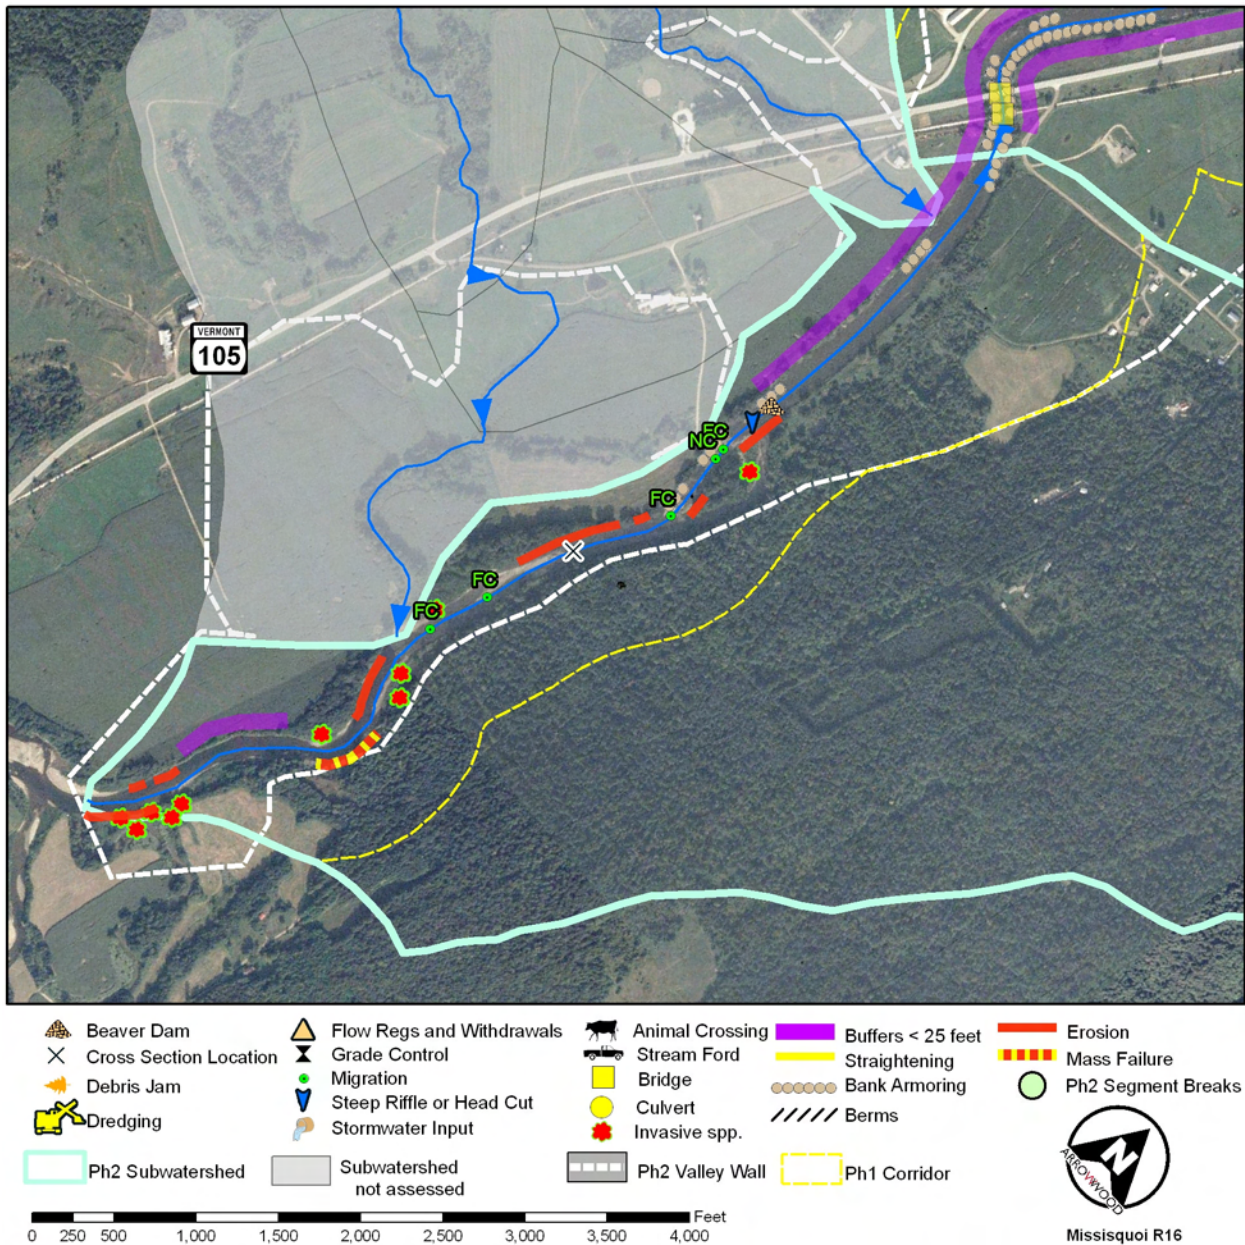 VERMONT
105
FC
NC
FC
FC
FC
Beaver Dam
Cross Section Location
Debris Jam
Dredging
Flow Regs and Withdrawals
Grade Control
Migration
Steep Riffle or Head Cut
Stormwater Input
Animal Crossing
Stream Ford
Bridge
Culvert
Invasive spp.
Buffers < 25 feet
Straightening
Bank Armoring
Berms
Erosion
Mass Failure
Ph2 Segment Breaks
Ph2 Subwatershed
Subwatershed
not assessed
Ph2 Valley Wall
Ph1 Corridor
N
ARROWWOOD
Feet
0 250 500 1,000 1,500 2,000 2,500 3,000 3,500 4,000
Missisquoi R16